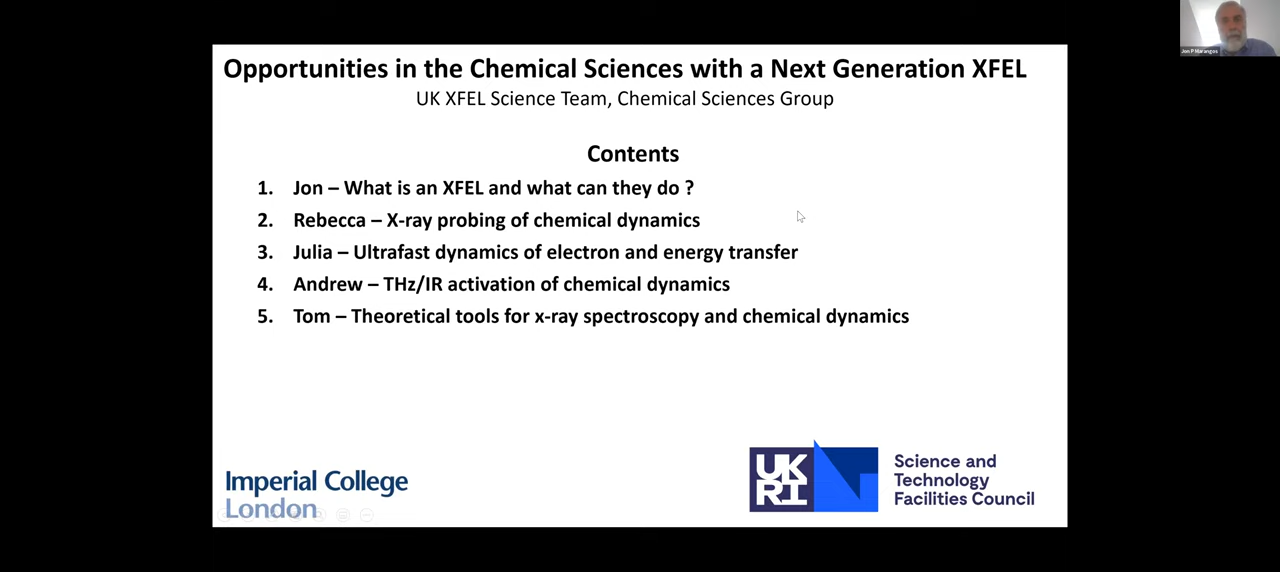 Opportunities in the Chemical Sciences with a Next Generation XFEL
UK XFEL Science Team, Chemical Sciences Group
Contents
1. Jon – What is an XFEL and what can they do ?
2. Rebecca – X-ray probing of chemical dynamics
3. Julia – Ultrafast dynamics of electron and energy transfer
4. Andrew – THz/IR activation of chemical dynamics
5. Tom – Theoretical tools for x-ray spectroscopy and chemical dynamics
Imperial College
London
UK
RI
Science and
Technology
Facilities Council
Jon P Marangos